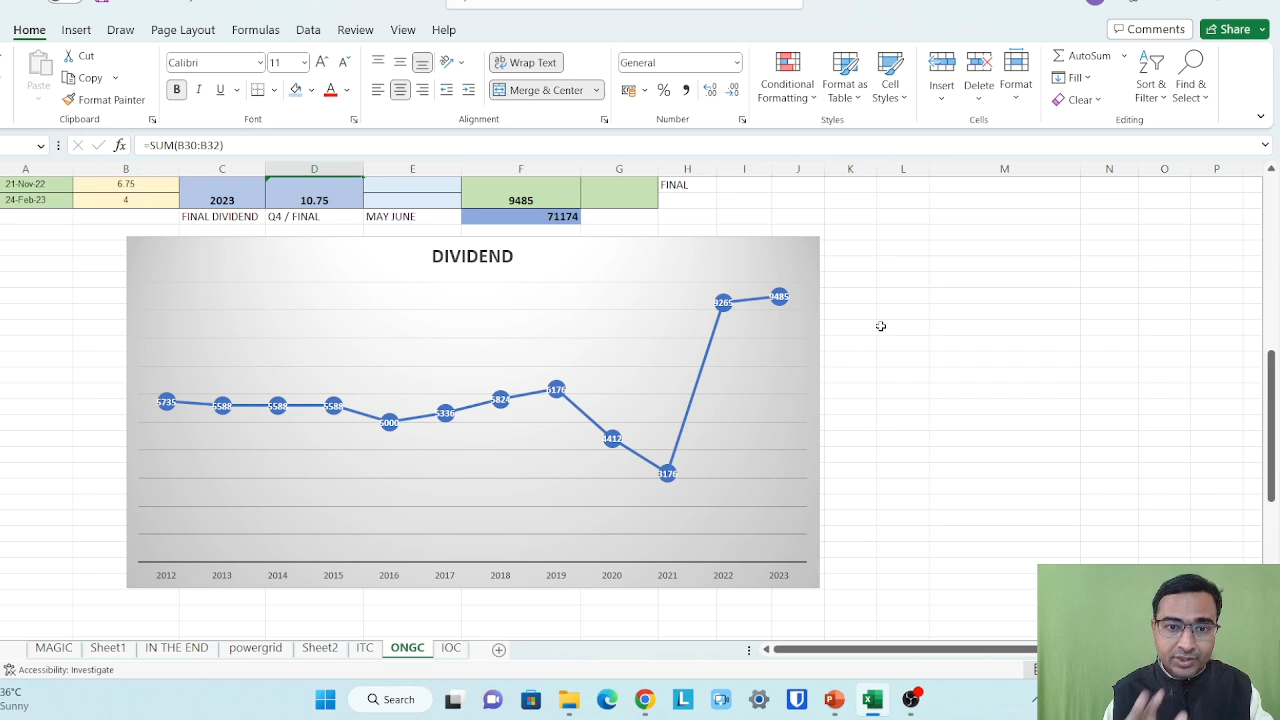 Home Insert Draw Page Layout Formulas Data Review View Help Comments Share
Paste Cut Copy Format Painter
Calibri 11
B I U A
Wrap Text
Merge & Center
General
% ,
Conditional Formatting
Format as Table
Cell Styles
Insert Delete Format
AutoSum
Fill
Clear
Sort & Filter
Find & Select
Clipboard Font Alignment Number Styles Cells Editing
fx =SUM(B30:B32)
A B C D E F G H I J K L M N O P
21-Nov-22 6.75 FINAL
24-Feb-23 4 2023 10.75 9485
FINAL DIVIDEND Q4 / FINAL MAY JUNE 71174
DIVIDEND
5735 5588 5588 5588 5000 5336 5824 6176 4412 3176 9265 9485
2012 2013 2014 2015 2016 2017 2018 2019 2020 2021 2022 2023
MAGIC Sheet1 IN THE END powergrid Sheet2 ITC ONGC IOC
Accessibility: Investigate
36°C
Sunny
Search